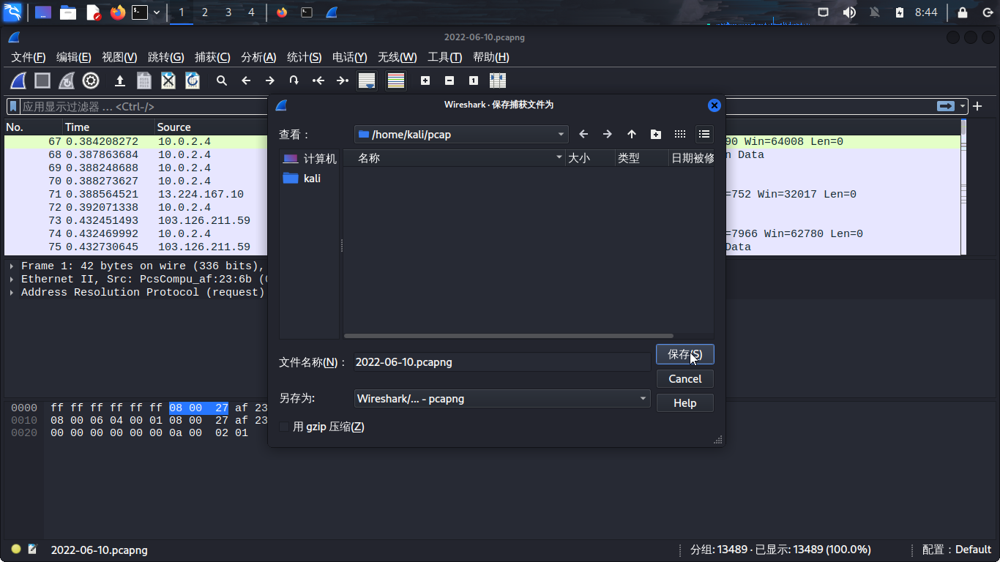 1 2 3 4 8:44
2022-06-10.pcapng
文件(F) 编辑(E) 视图(V) 跳转(G) 捕获(C) 分析(A) 统计(S) 电话(Y) 无线(W) 工具(T) 帮助(H)
应用显示过滤器 … <Ctrl-/>
Wireshark · 保存捕获文件为
查看：
/home/kali/pcap
计算机
kali
名称 大小 类型 日期被修
文件名称(N)：
2022-06-10.pcapng
保存(S)
Cancel
另存为:
Wireshark/... - pcapng
Help
用 gzip 压缩(Z)
No. Time Source
67 0.384208272 10.0.2.4 90 Win=64008 Len=0
68 0.387863684 10.0.2.4 n Data
69 0.388248688 10.0.2.4
70 0.388273627 10.0.2.4
71 0.388564521 13.224.167.10 =752 Win=32017 Len=0
72 0.392071338 10.0.2.4
73 0.432451493 103.126.211.59
74 0.432469992 10.0.2.4 =7966 Win=62780 Len=0
75 0.432730645 103.126.211.59 Data
Frame 1: 42 bytes on wire (336 bits),
Ethernet II, Src: PcsCompu_af:23:6b (
Address Resolution Protocol (request)
0000 ff ff ff ff ff ff 08 00 27 af 23
0010 08 00 06 04 00 01 08 00 27 af 23
0020 00 00 00 00 00 00 0a 00 02 01
2022-06-10.pcapng
分组: 13489 · 已显示: 13489 (100.0%)
配置：Default